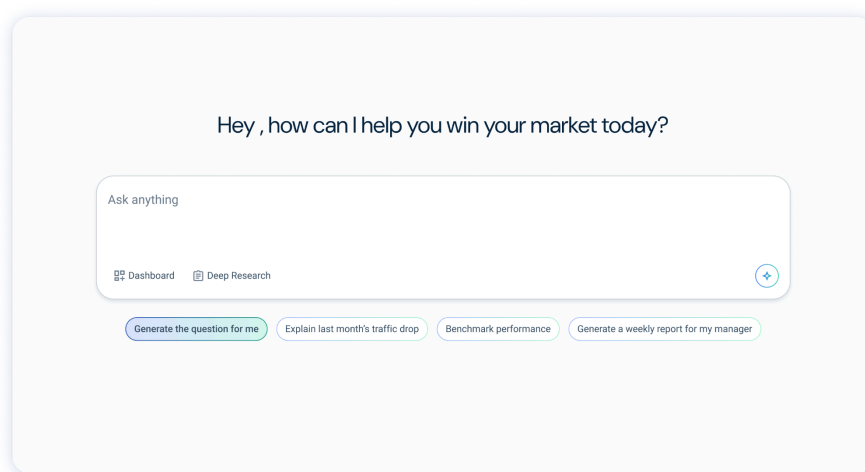 Hey , how can I help you win your market today?
Ask anything
Dashboard Deep Research
Generate the question for me Explain last month's traffic drop Benchmark performance Generate a weekly report for my manager